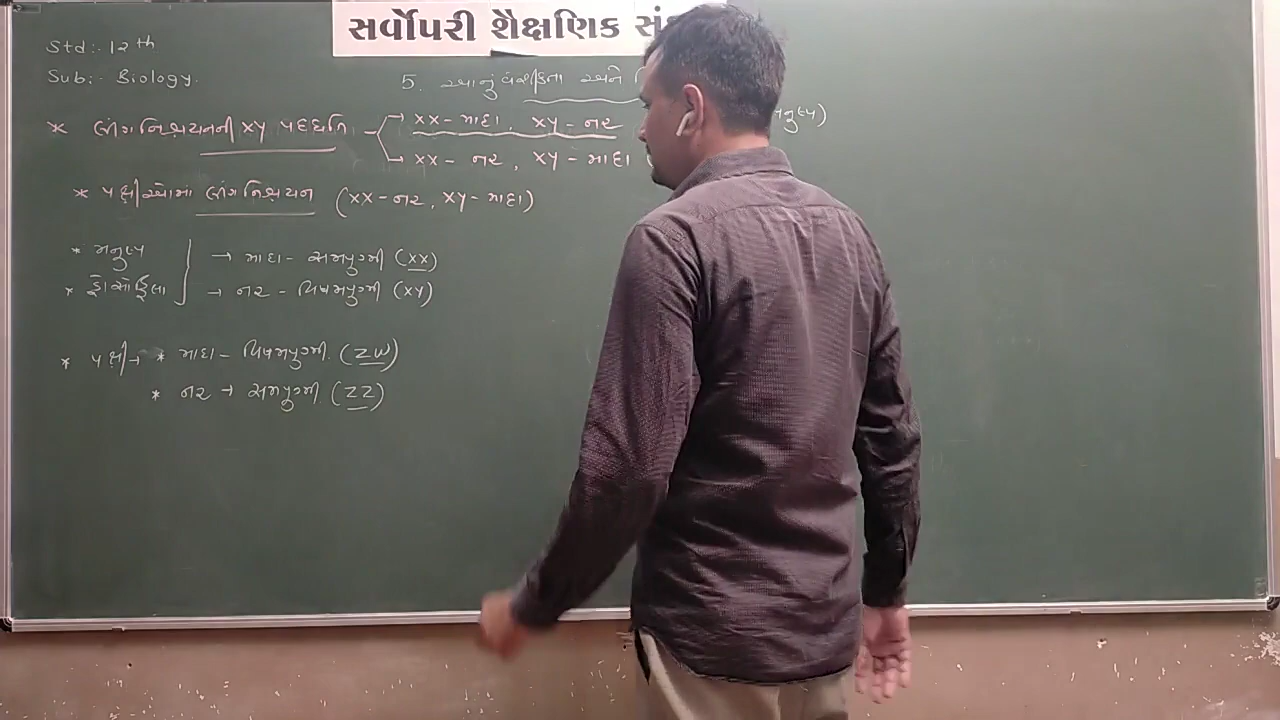 સર્વોપરી શૈક્ષણિક સં
Std:- 12th
Sub:- Biology.
5. આનુવંશિકતા અને
* લીંગનિશ્ચયનની XY પધ્ધતિ → XX - માદા, XY - નર
→ XX - નર, XY - માદા
* પક્ષીઓમા લીંગનિશ્ચયન (XX-નર, XY-માદા)
* મનુષ્ય → માદા - સમયુગ્મી (XX)
* ડ્રોસોફિલા → નર - વિષમયુગ્મી (XY)
* પક્ષી → * માદા - વિષમયુગ્મી. (ZW)
* નર → સમયુગ્મી (ZZ)